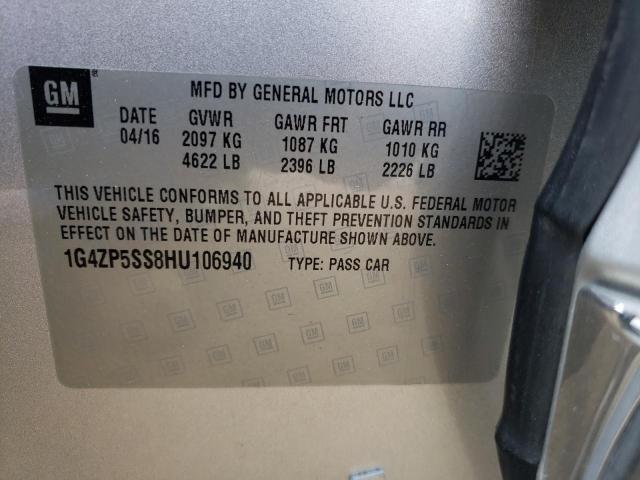 GM
MFD BY GENERAL MOTORS LLC
DATE GVWR GAWR FRT GAWR RR
04/16 2097 KG 1087 KG 1010 KG
4622 LB 2396 LB 2226 LB
THIS VEHICLE CONFORMS TO ALL APPLICABLE U.S. FEDERAL MOTOR
VEHICLE SAFETY, BUMPER, AND THEFT PREVENTION STANDARDS IN
EFFECT ON THE DATE OF MANUFACTURE SHOWN ABOVE.
1G4ZP5SS8HU106940 TYPE: PASS CAR